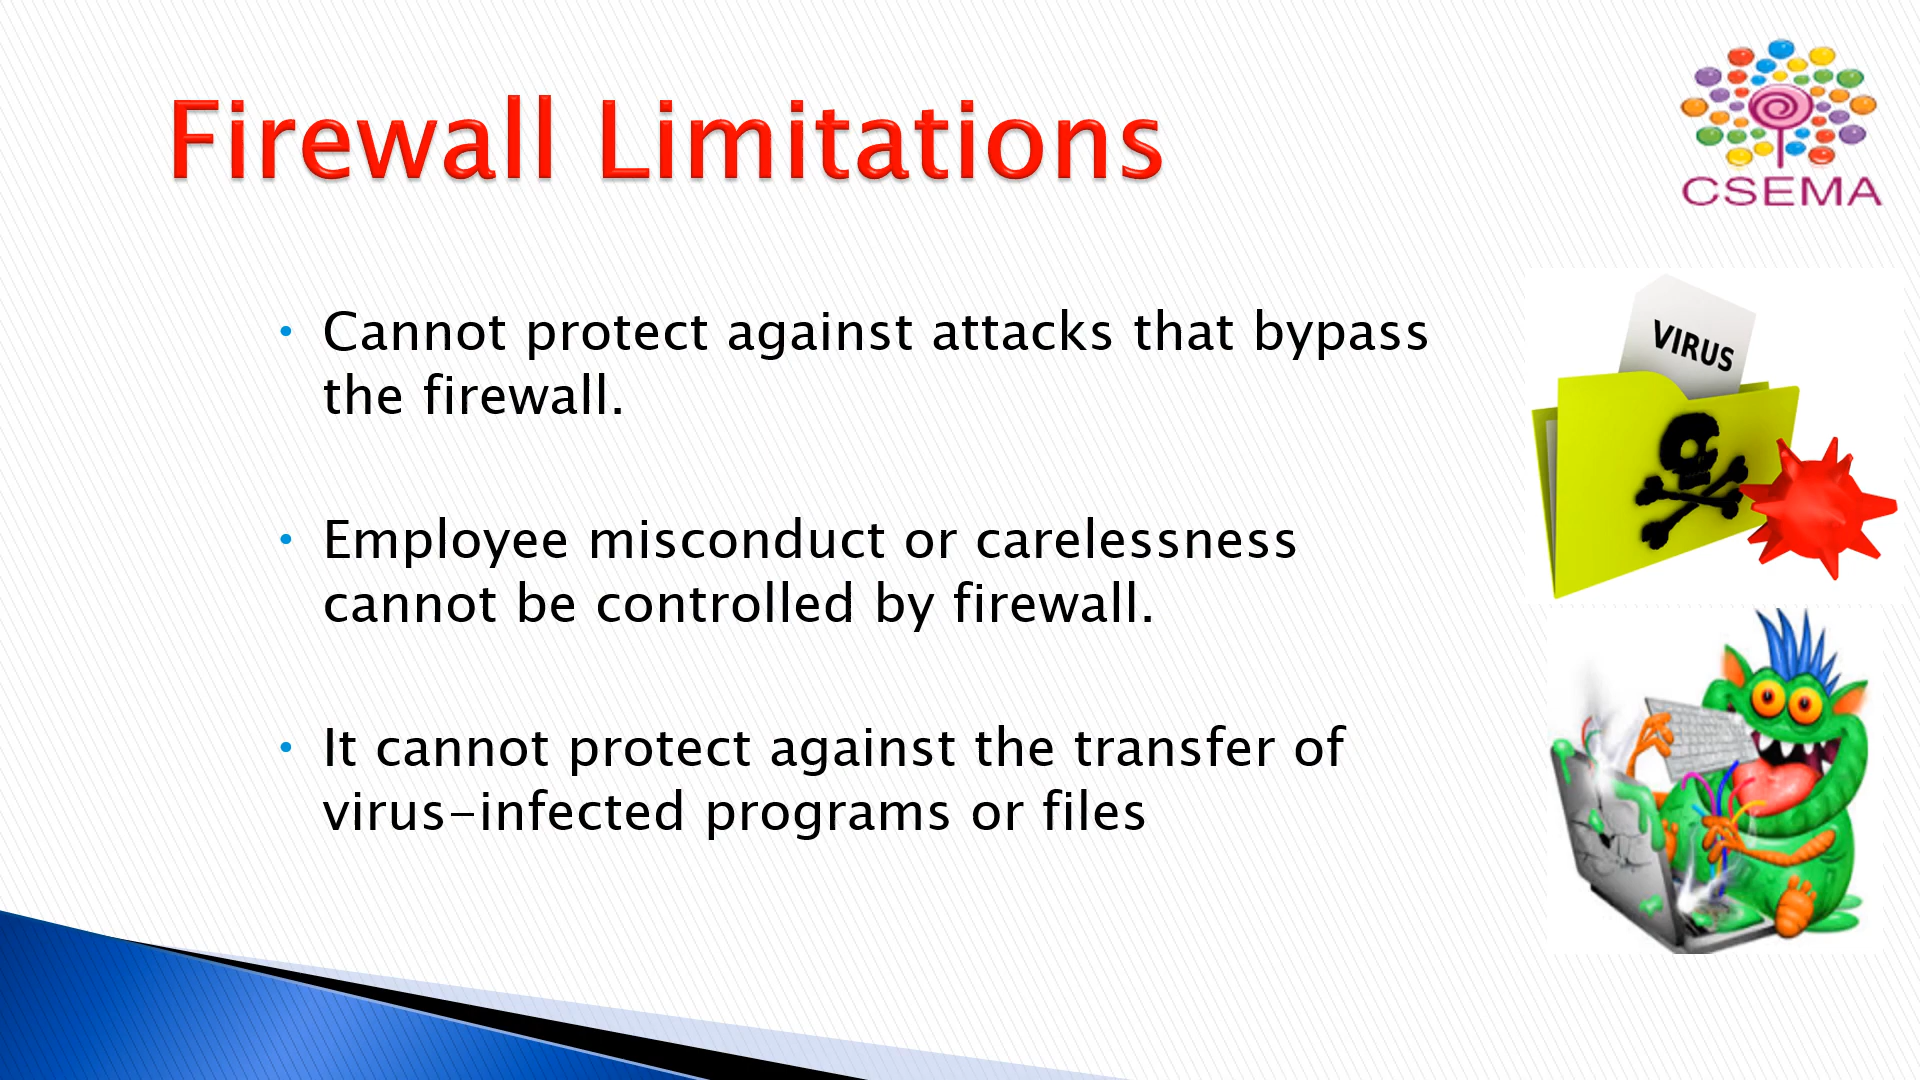 Firewall Limitations
CSEMA
• Cannot protect against attacks that bypass
the firewall.
VIRUS
• Employee misconduct or carelessness
cannot be controlled by firewall.
• It cannot protect against the transfer of
virus-infected programs or files